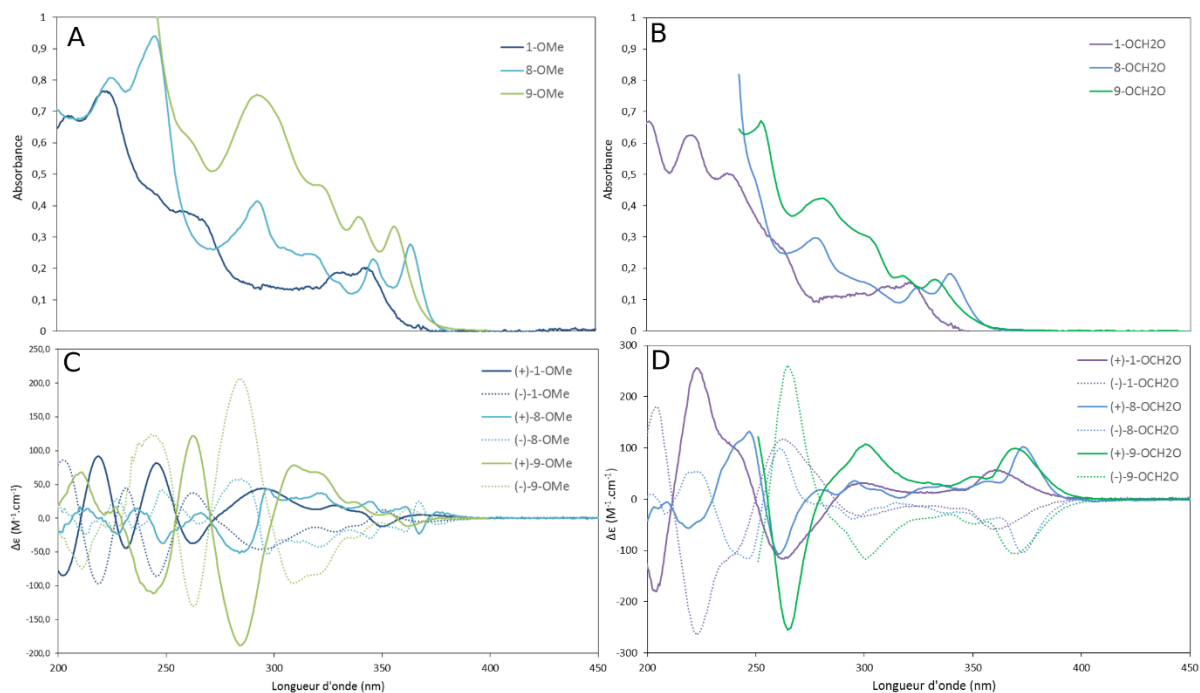 A
1
0,9
0,8
0,7
0,6
0,5
0,4
0,3
0,2
0,1
0
Absorbance
1-OMe
8-OMe
9-OMe
B
1
0,9
0,8
0,7
0,6
0,5
0,4
0,3
0,2
0,1
0
Absorbance
1-OCH2O
8-OCH2O
9-OCH2O
C
250,0
200,0
150,0
100,0
50,0
0,0
-50,0
-100,0
-150,0
-200,0
Δε (M⁻¹.cm⁻¹)
(+)-1-OMe
(-)-1-OMe
(+)-8-OMe
(-)-8-OMe
(+)-9-OMe
(-)-9-OMe
200 250 300 350 400 450
Longueur d'onde (nm)
D
300
200
100
0
-100
-200
-300
Δε (M⁻¹.cm⁻¹)
(+)-1-OCH2O
(-)-1-OCH2O
(+)-8-OCH2O
(-)-8-OCH2O
(+)-9-OCH2O
(-)-9-OCH2O
200 250 300 350 400 450
Longueur d'onde (nm)